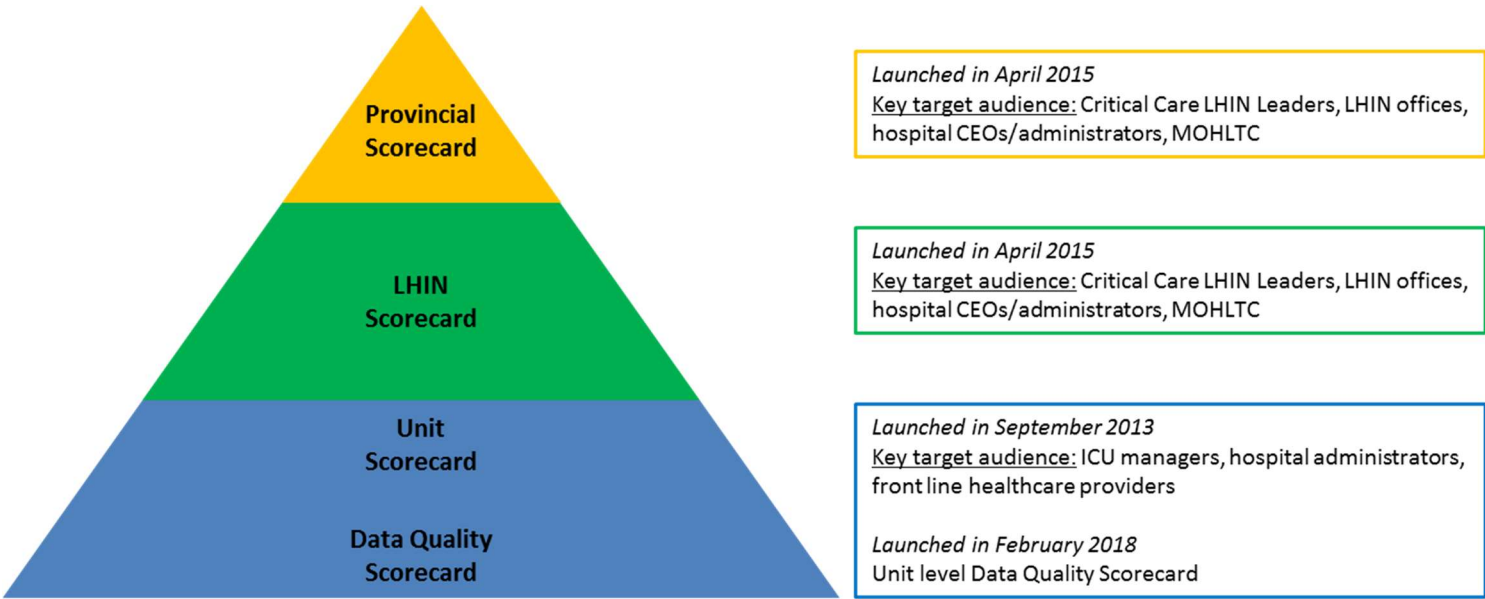 Provincial
Scorecard
Launched in April 2015
Key target audience: Critical Care LHIN Leaders, LHIN offices,
hospital CEOs/administrators, MOHLTC
LHIN
Scorecard
Launched in April 2015
Key target audience: Critical Care LHIN Leaders, LHIN offices,
hospital CEOs/administrators, MOHLTC
Unit
Scorecard
Data Quality
Scorecard
Launched in September 2013
Key target audience: ICU managers, hospital administrators,
front line healthcare providers
Launched in February 2018
Unit level Data Quality Scorecard